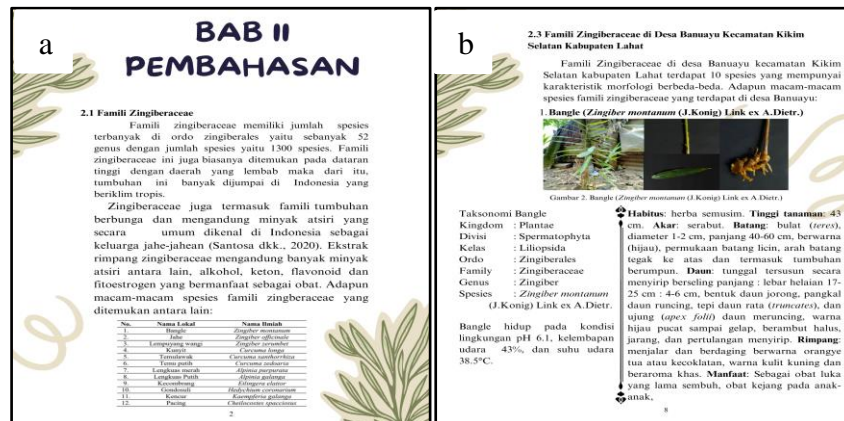 a
BAB II
PEMBAHASAN
2.1 Famili Zingiberaceae
Famili zingiberaceae memiliki jumlah spesies
terbanyak di ordo zingiberales yaitu sebanyak 52
genus dengan jumlah spesies yaitu 1300 spesies. Famili
zingiberaceae ini juga biasanya ditemukan pada dataran
tinggi dengan daerah yang lembab maka dari itu,
tumbuhan ini banyak dijumpai di Indonesia yang
beriklim tropis.
Zingiberaceae juga termasuk famili tumbuhan
berbunga dan mengandung minyak atsiri yang
secara umum dikenal di Indonesia sebagai
keluarga jahe-jahean (Santosa dkk., 2020). Ekstrak
rimpang zingiberaceae mengandung banyak minyak
atsiri antara lain, alkohol, keton, flavonoid dan
fitoestrogen yang bermanfaat sebagai obat. Adapun
macam-macam spesies famili zingberaceae yang
ditemukan antara lain:
No. Nama Lokal Nama Ilmiah
1. Bangle Zingiber montanum
2. Jahe Zingiber officinale
3. Lempuyang wangi Zingiber zerumbet
4. Kunyit Curcuma longa
5. Temulawak Curcuma xanthorrhiza
6. Temu putih Curcuma zedoaria
7. Lengkuas merah Alpinia purpurata
8. Lengkuas Putih Alpinia galanga
9. Kecombrang Etlingera elatior
10. Gandasuli Hedychium coronarium
11. Kencur Kaempferia galanga
12. Pacing Cheilocostus speciosus
2
b
2.3 Famili Zingiberaceae di Desa Banuayu Kecamatan Kikim
Selatan Kabupaten Lahat
Famili Zingiberaceae di desa Banuayu kecamatan Kikim
Selatan kabupaten Lahat terdapat 10 spesies yang mempunyai
karakteristik morfologi berbeda-beda. Adapun macam-macam
spesies famili zingiberaceae yang terdapat di desa Banuayu:
1. Bangle (Zingiber montanum (J.Konig) Link ex A.Dietr.)
Gambar 2. Bangle (Zingiber montanum (J.Konig) Link ex A.Dietr.)
Taksonomi Bangle
Kingdom : Plantae
Divisi : Spermatophyta
Kelas : Liliopsida
Ordo : Zingiberales
Family : Zingiberaceae
Genus : Zingiber
Spesies : Zingiber montanum
(J.Konig) Link ex A.Dietr.
Bangle hidup pada kondisi
lingkungan pH 6.1, kelembapan
udara 43%, dan suhu udara
38.5°C.
Habitus: herba semusim. Tinggi tanaman: 43
cm. Akar: serabut. Batang: bulat (teres),
diameter 1-2 cm, panjang 40-60 cm, berwarna
(hijau), permukaan batang licin, arah batang
tegak ke atas dan termasuk tumbuhan
berumpun. Daun: tunggal tersusun secara
menyirip berseling panjang : lebar helaian 17-
25 cm : 4-6 cm, bentuk daun jorong, pangkal
daun runcing, tepi daun rata (truncates), dan
ujung (apex folii) daun meruncing, warna
hijau pucat sampai gelap, berambut halus,
jarang, dan pertulangan menyirip. Rimpang:
menjalar dan berdaging berwarna orangye
tua atau kecoklatan, warna kulit kuning dan
beraroma khas. Manfaat: Sebagai obat luka
yang lama sembuh, obat kejang pada anak-
anak,
8